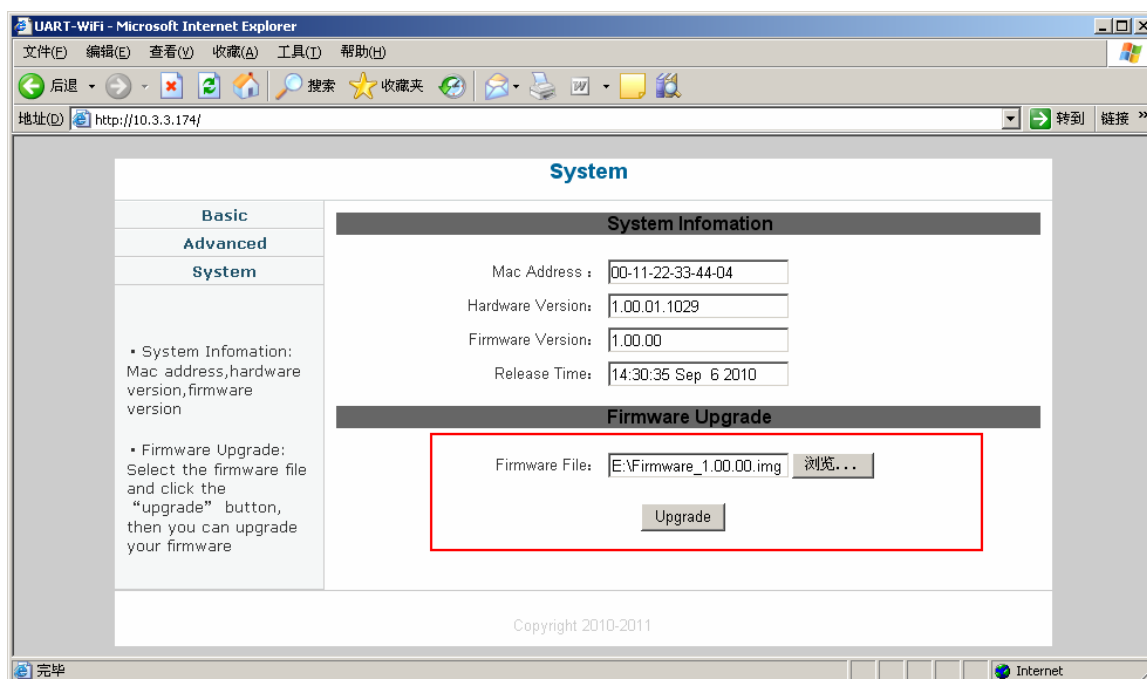 UART-WiFi - Microsoft Internet Explorer
文件(F) 编辑(E) 查看(V) 收藏(A) 工具(T) 帮助(H)
后退 搜索 收藏夹
地址(D) http://10.3.3.174/ 转到 链接 »
System
Basic
Advanced
System
• System Infomation:
Mac address,hardware
version,firmware
version
• Firmware Upgrade:
Select the firmware file
and click the
“upgrade” button,
then you can upgrade
your firmware
System Infomation
Mac Address： 00-11-22-33-44-04
Hardware Version： 1.00.01.1029
Firmware Version： 1.00.00
Release Time： 14:30:35 Sep 6 2010
Firmware Upgrade
Firmware File： E:\Firmware_1.00.00.img 浏览...
Upgrade
Copyright 2010-2011
完毕 Internet